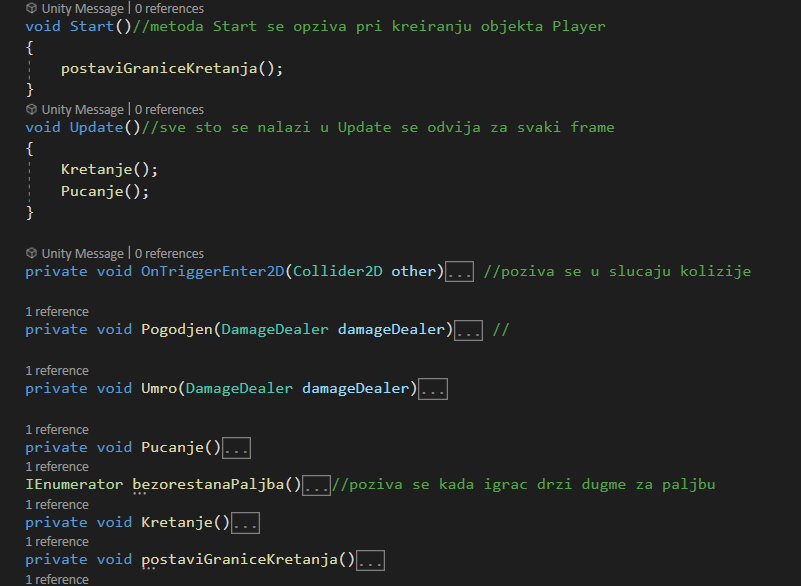 Unity Message | 0 references
void Start()//metoda Start se opziva pri kreiranju objekta Player
{
postaviGraniceKretanja();
}
Unity Message | 0 references
void Update()//sve sto se nalazi u Update se odvija za svaki frame
{
Kretanje();
Pucanje();
}
Unity Message | 0 references
private void OnTriggerEnter2D(Collider2D other)... //poziva se u slucaju kolizije
1 reference
private void Pogodjen(DamageDealer damageDealer)... //
1 reference
private void Umro(DamageDealer damageDealer)...
1 reference
private void Pucanje()...
1 reference
IEnumerator bezorestanaPaljba()...//poziva se kada igrac drzi dugme za paljbu
1 reference
private void Kretanje()...
1 reference
private void postaviGraniceKretanja()...
1 reference